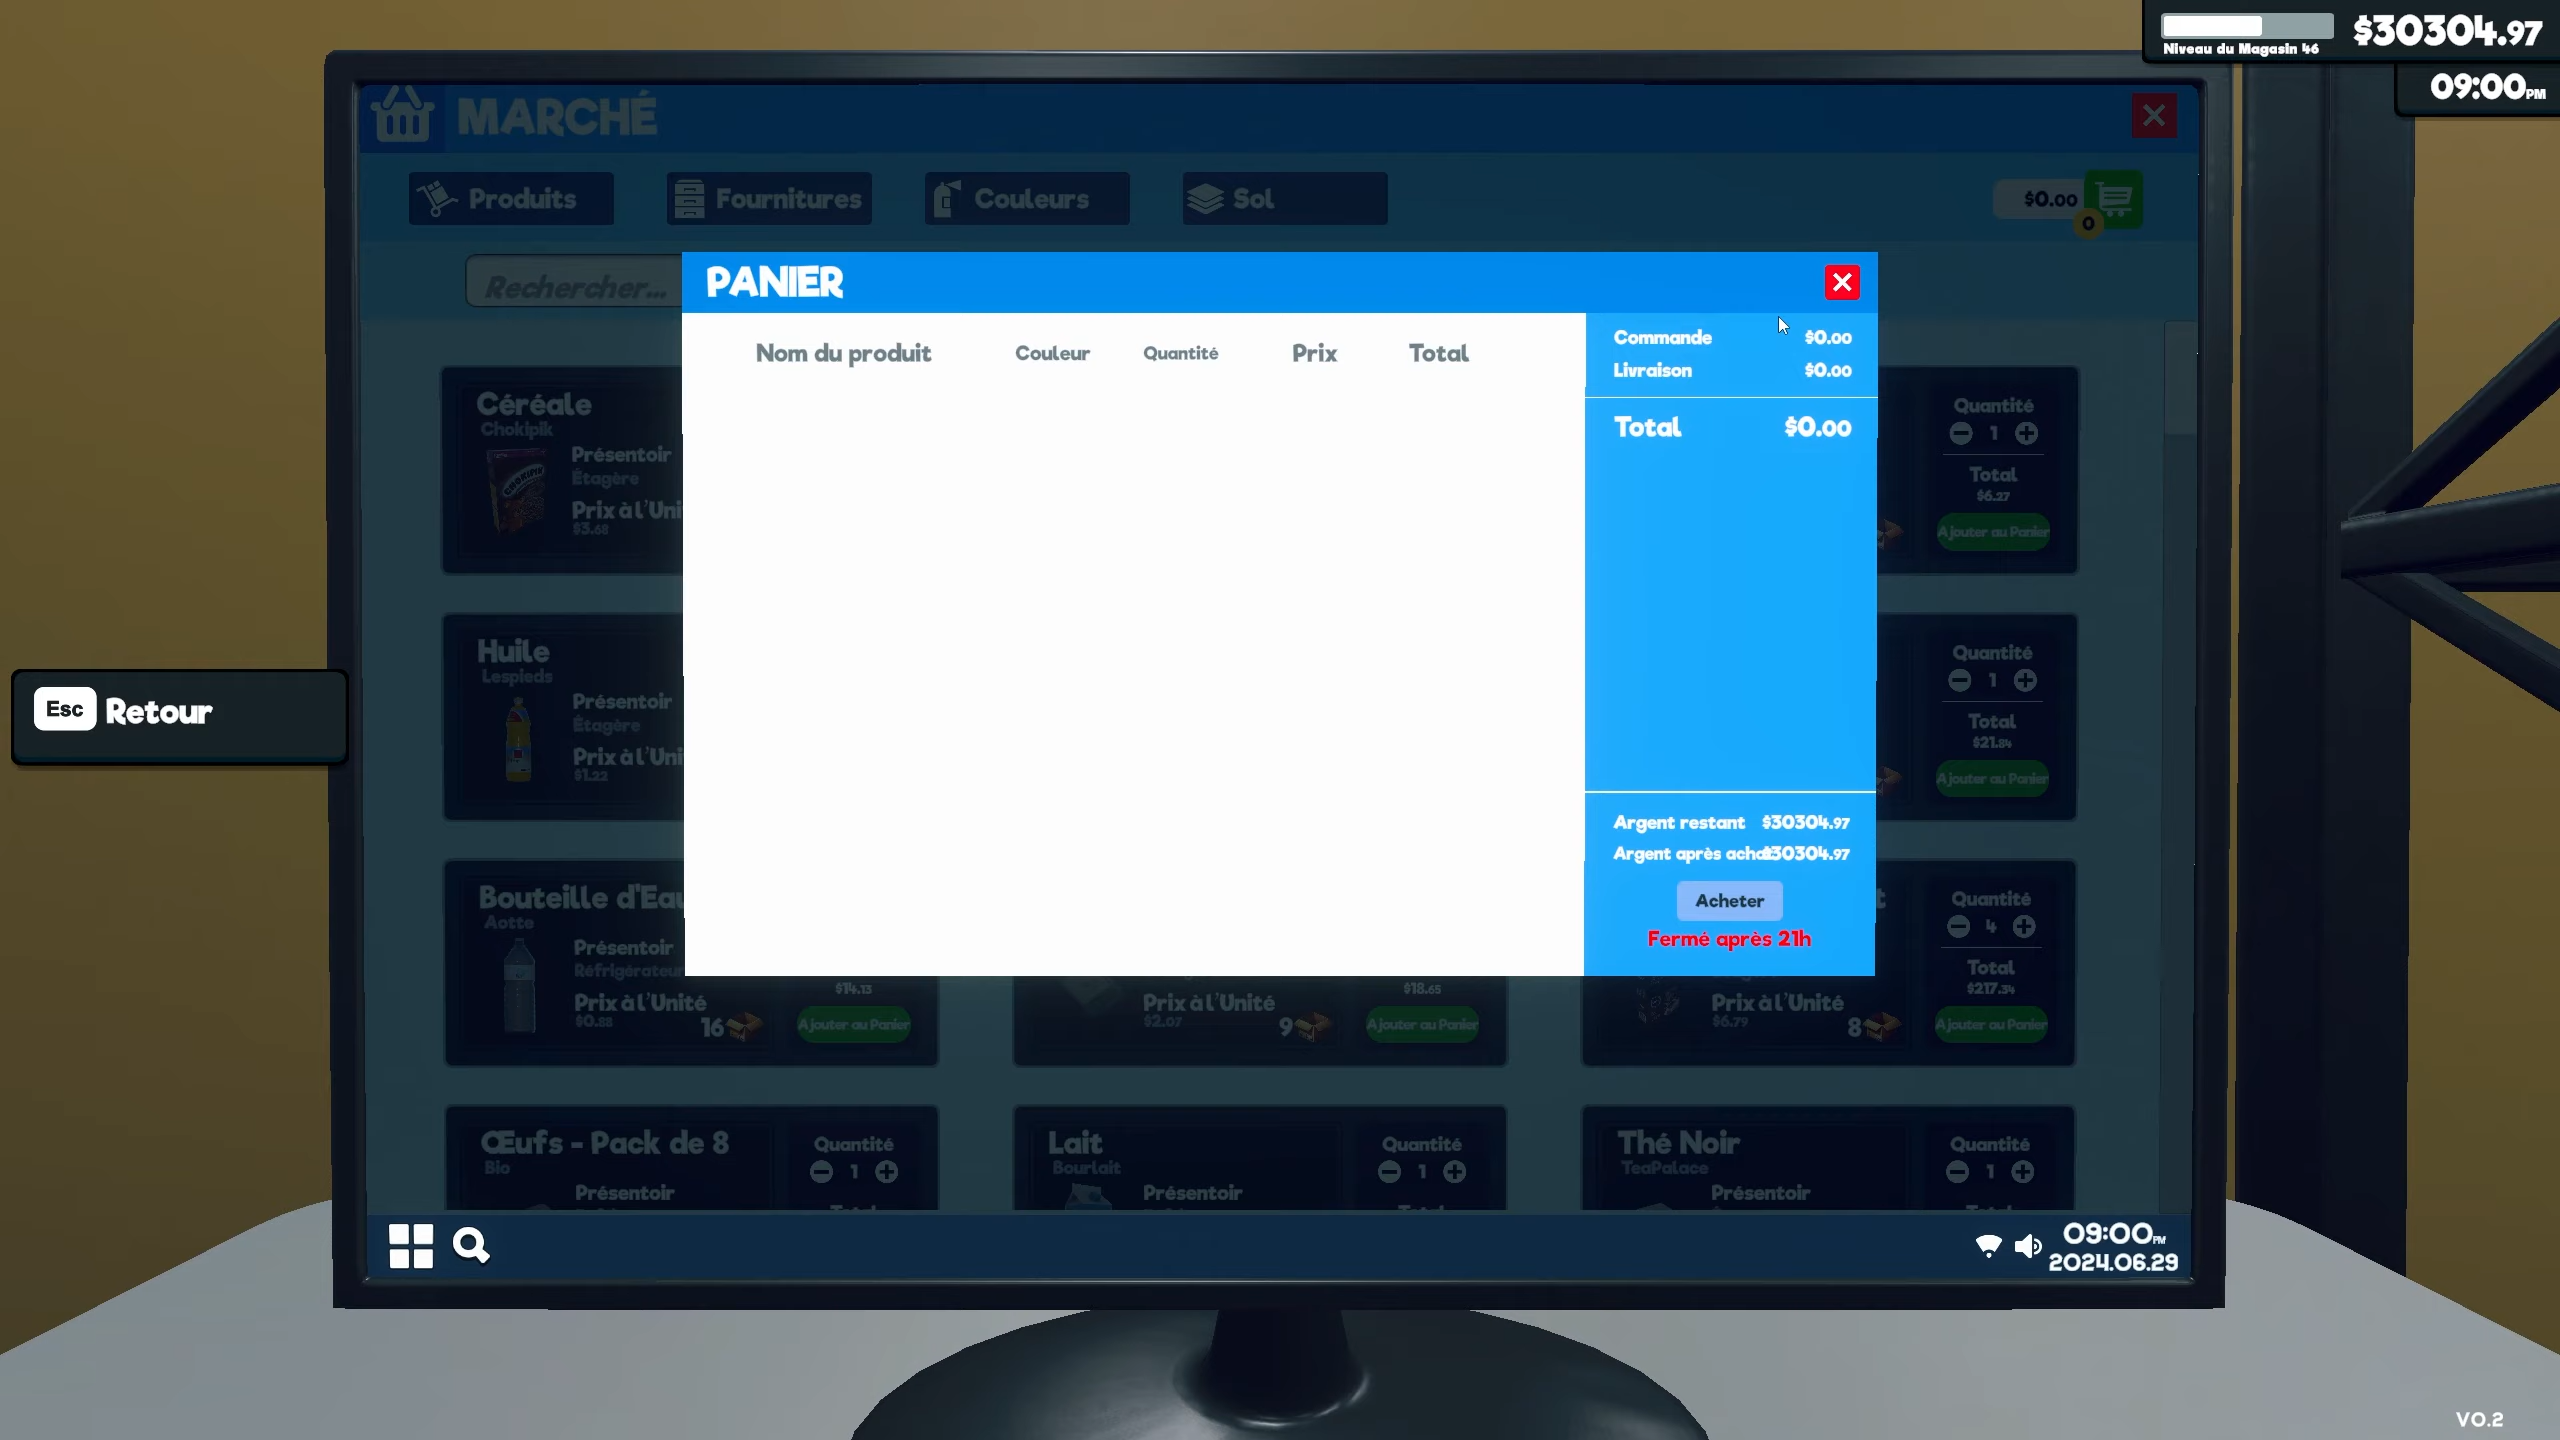 $30304.97
Niveau du Magasin 46
09:00PM
MARCHÉ
Produits
Fournitures
Couleurs
Sol
$0.00
0
Rechercher...
PANIER
Nom du produit
Couleur
Quantité
Prix
Total
Commande
$0.00
Livraison
$0.00
Total
$0.00
Argent restant
$30304.97
Argent après achat
$30304.97
Acheter
Fermé après 21h
Céréale
Chokipik
Présentoir
Étagère
Prix à l'Uni
$3.68
Quantité
1
Total
$6.27
Ajouter au Panier
Esc Retour
Huile
Lespieds
Présentoir
Étagère
Prix à l'Uni
$1.22
Quantité
1
Total
$21.84
Ajouter au Panier
Bouteille d'Eau
Aotte
Présentoir
Réfrigérateur
Prix à l'Unité
$0.88
16
$14.13
Ajouter au Panier
Prix à l'Unité
$2.07
9
$18.65
Ajouter au Panier
Prix à l'Unité
$6.79
8
Quantité
4
Total
$217.34
Ajouter au Panier
Œufs - Pack de 8
Bio
Présentoir
Quantité
1
Lait
Bourlait
Présentoir
Quantité
1
Thé Noir
TeaPalace
Présentoir
Quantité
1
09:00PM
2024.06.29
V0.2